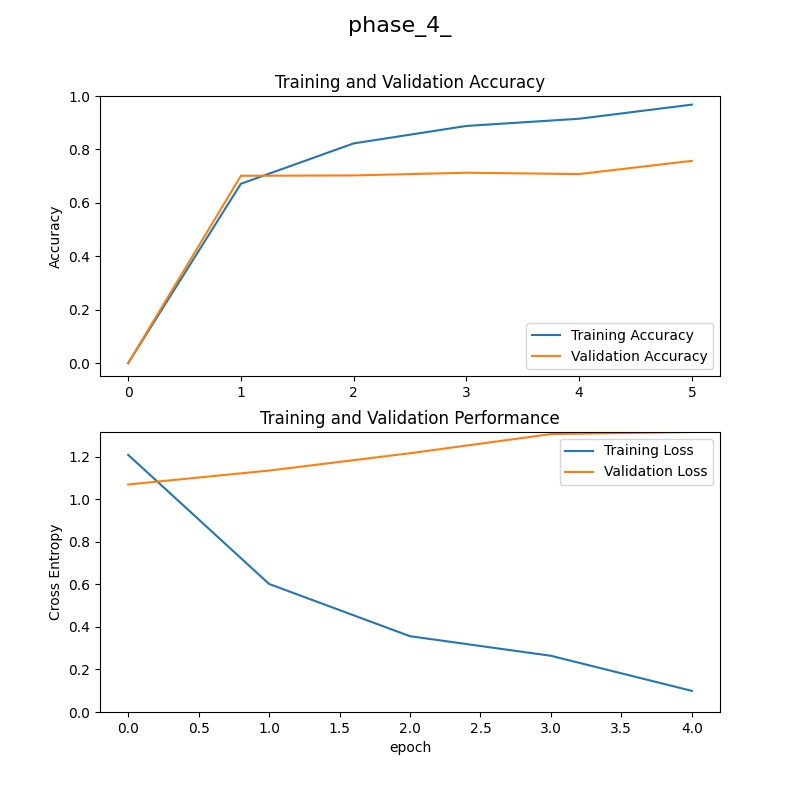 phase_4_
Training and Validation Accuracy
1.0
0.8
0.6
0.4
0.2
0.0
Accuracy
Training Accuracy
Validation Accuracy
0 1 2 3 4 5
Training and Validation Performance
1.2
1.0
0.8
0.6
0.4
0.2
0.0
Cross Entropy
Training Loss
Validation Loss
0.0 0.5 1.0 1.5 2.0 2.5 3.0 3.5 4.0
epoch